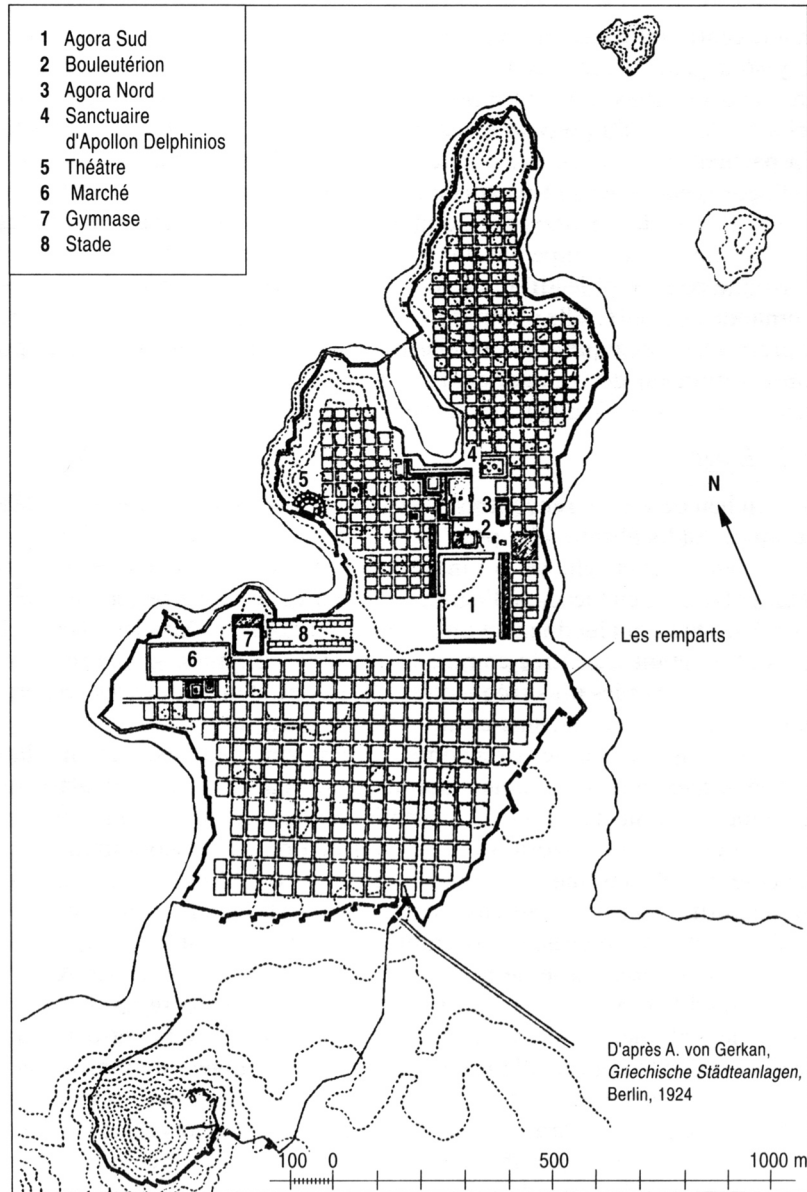 1 Agora Sud
2 Bouleutérion
3 Agora Nord
4 Sanctuaire
d'Apollon Delphinios
5 Théâtre
6 Marché
7 Gymnase
8 Stade
4
5
3
N
2
1
Les remparts
7
8
6
D'après A. von Gerkan,
Griechische Städteanlagen,
Berlin, 1924
100 0 500 1000 m